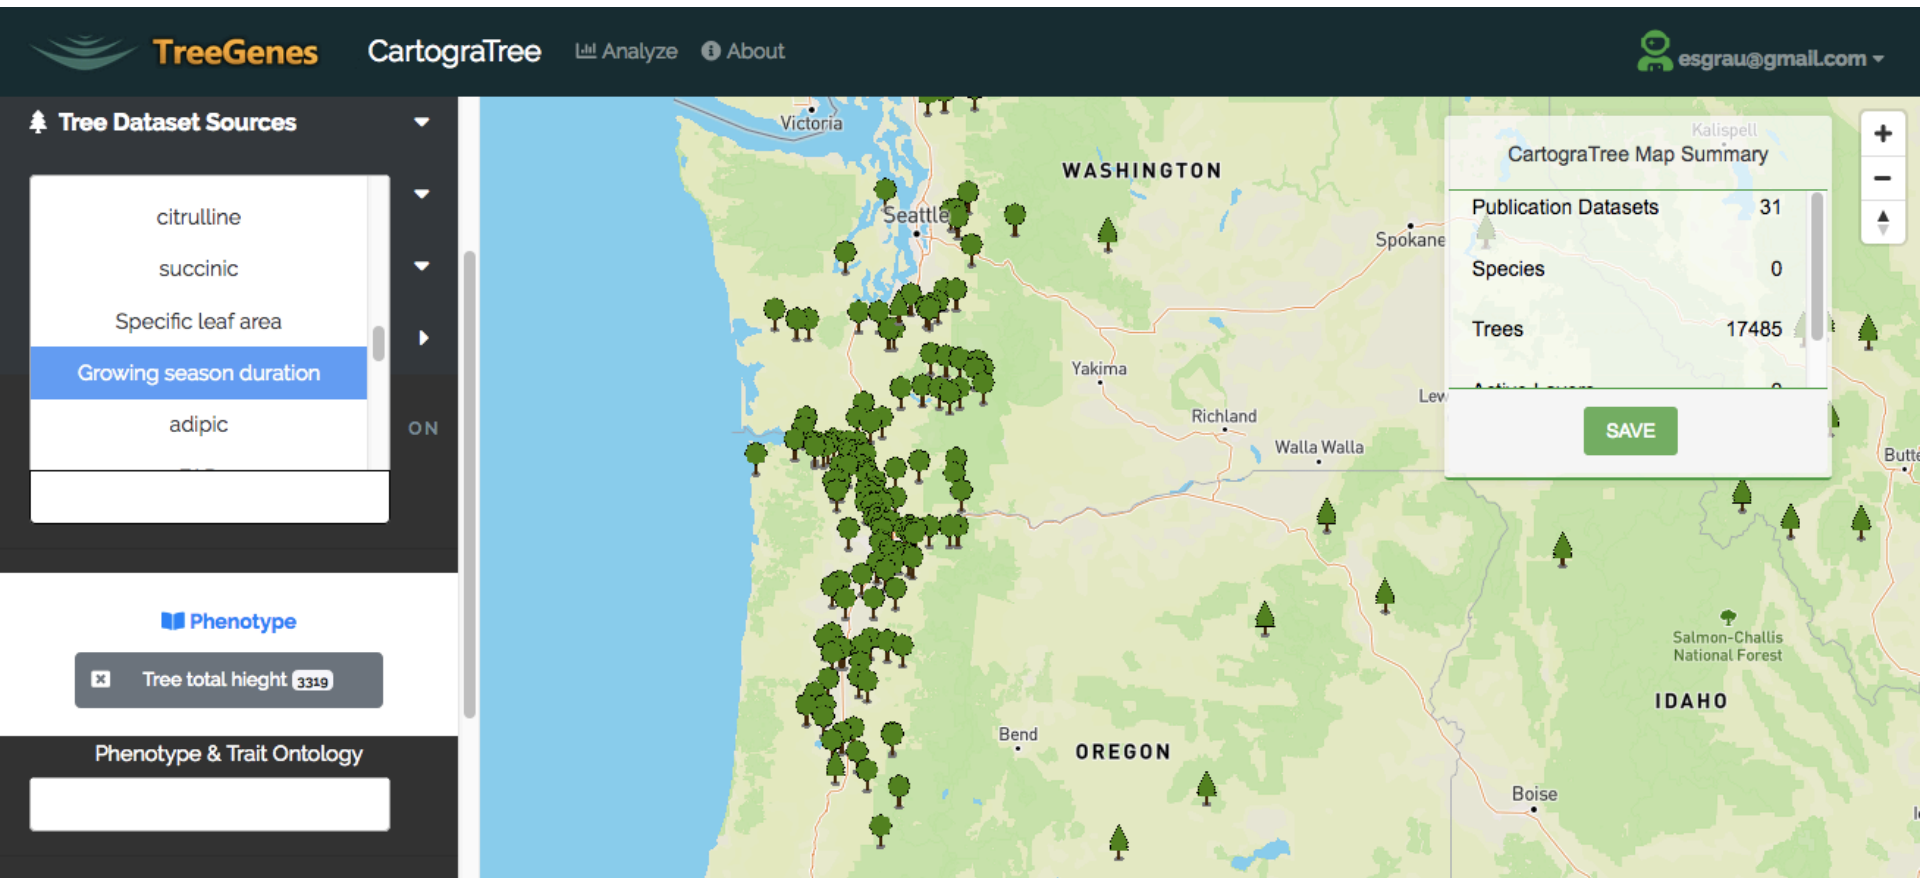 TreeGenes CartograTree Analyze About esgrau@gmail.com
Tree Dataset Sources
citrulline
succinic
Specific leaf area
Growing season duration
adipic
ON
Phenotype
Tree total hieght 3319
Phenotype & Trait Ontology
Victoria
WASHINGTON
Seattle
Spokane
Yakima
Richland
Lew
Walla Walla
Butte
Bend
OREGON
Salmon-Challis
National Forest
IDAHO
Boise
Kalispell
CartograTree Map Summary
Publication Datasets 31
Species 0
Trees 17485
SAVE
+
−